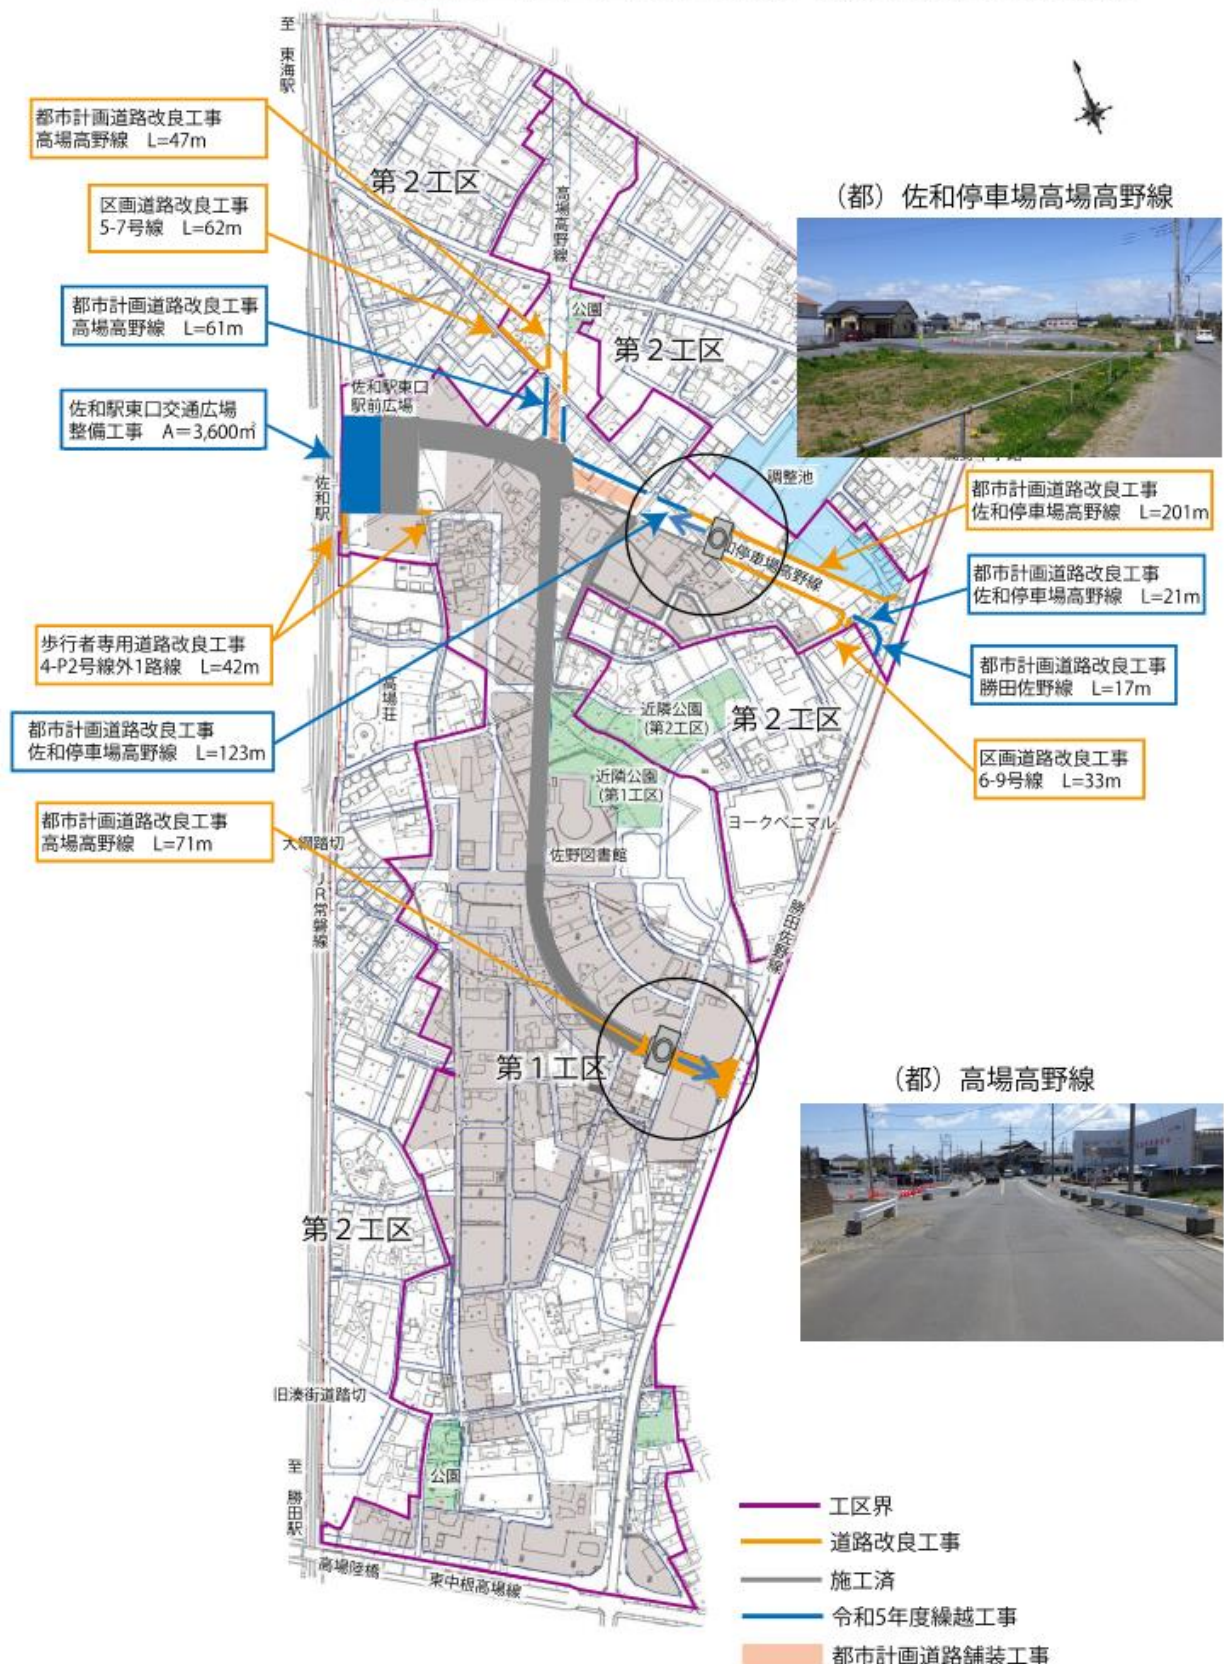 至 東海駅
都市計画道路改良工事
高場高野線 L=47m
第2工区
高場高野線
(都) 佐和停車場高場高野線
区画道路改良工事
5-7号線 L=62m
都市計画道路改良工事
高場高野線 L=61m
公園
第2工区
佐和駅東口
駅前広場
佐和駅東口交通広場
整備工事 A=3,600㎡
佐和駅
調整池
都市計画道路改良工事
佐和停車場高野線 L=201m
和停車場高野線
都市計画道路改良工事
佐和停車場高野線 L=21m
歩行者専用道路改良工事
4-P2号線外1路線 L=42m
都市計画道路改良工事
勝田佐野線 L=17m
高場荘
近隣公園
(第2工区)
第2工区
都市計画道路改良工事
佐和停車場高野線 L=123m
区画道路改良工事
6-9号線 L=33m
近隣公園
(第1工区)
ヨークベニマル
都市計画道路改良工事
高場高野線 L=71m
大綱踏切
佐野図書館
JR常磐線
勝田佐野線
第1工区
(都) 高場高野線
第2工区
旧湊街道踏切
至 勝田駅
公園
高場陸橋
東中根高場線
工区界
道路改良工事
施工済
令和5年度繰越工事
都市計画道路舗装工事